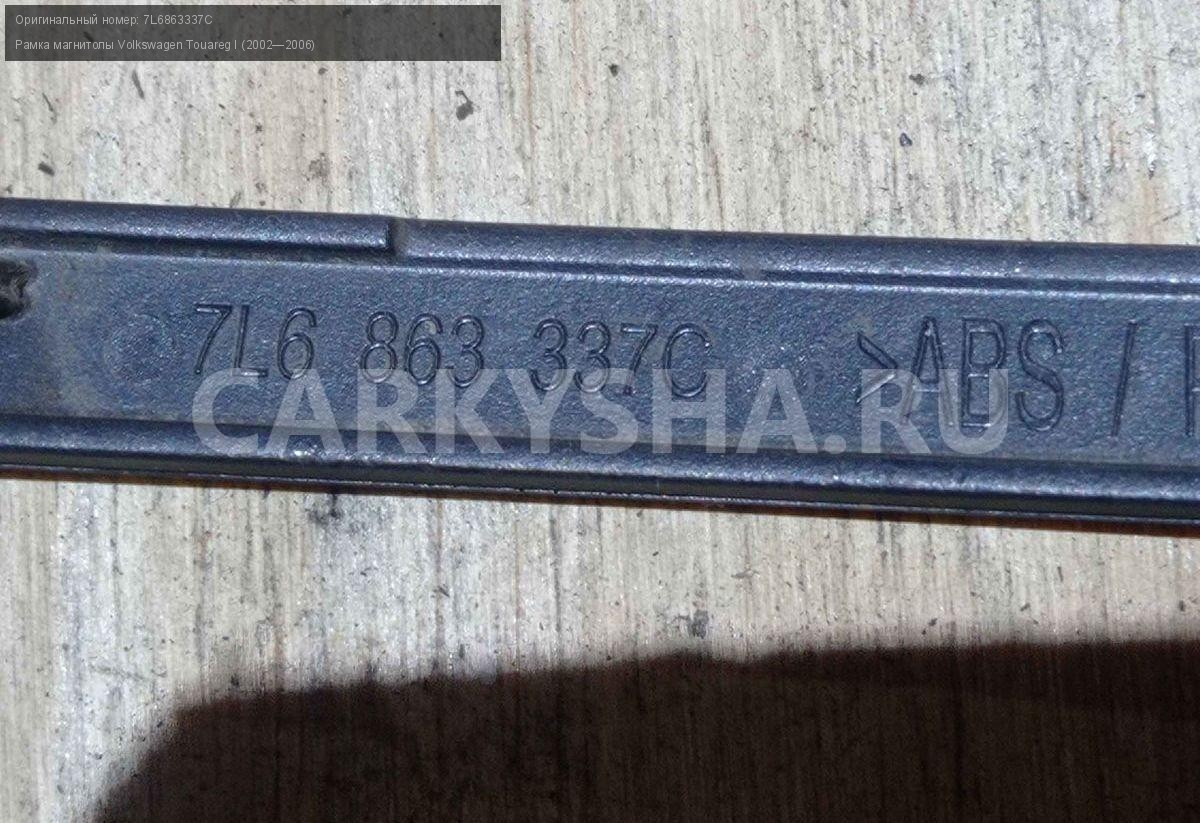 Оригинальный номер: 7L6863337C
Рамка магнитолы Volkswagen Touareg I (2002—2006)
7L6 863 337C >ABS /
CARKYSHA.RU